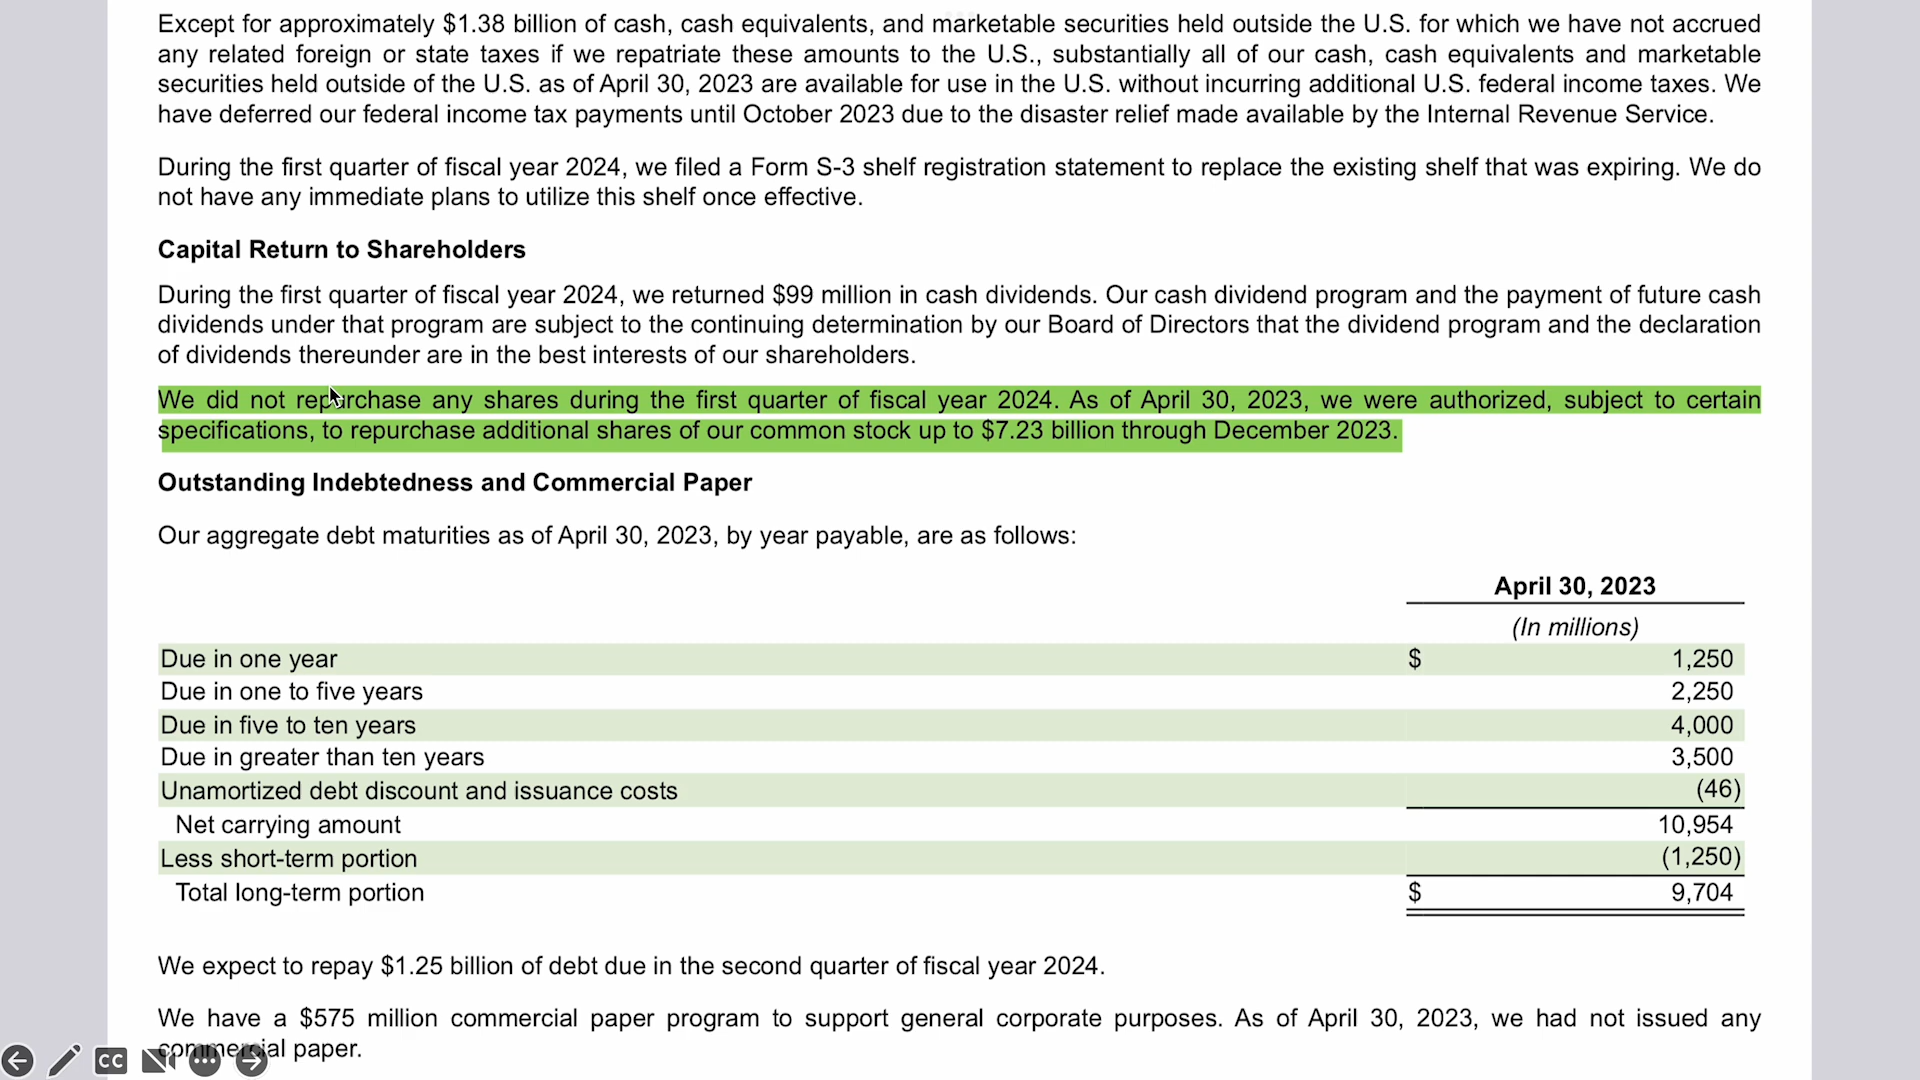 Except for approximately $1.38 billion of cash, cash equivalents, and marketable securities held outside the U.S. for which we have not accrued
any related foreign or state taxes if we repatriate these amounts to the U.S., substantially all of our cash, cash equivalents and marketable
securities held outside of the U.S. as of April 30, 2023 are available for use in the U.S. without incurring additional U.S. federal income taxes. We
have deferred our federal income tax payments until October 2023 due to the disaster relief made available by the Internal Revenue Service.
During the first quarter of fiscal year 2024, we filed a Form S-3 shelf registration statement to replace the existing shelf that was expiring. We do
not have any immediate plans to utilize this shelf once effective.
Capital Return to Shareholders
During the first quarter of fiscal year 2024, we returned $99 million in cash dividends. Our cash dividend program and the payment of future cash
dividends under that program are subject to the continuing determination by our Board of Directors that the dividend program and the declaration
of dividends thereunder are in the best interests of our shareholders.
We did not repurchase any shares during the first quarter of fiscal year 2024. As of April 30, 2023, we were authorized, subject to certain
specifications, to repurchase additional shares of our common stock up to $7.23 billion through December 2023.
Outstanding Indebtedness and Commercial Paper
Our aggregate debt maturities as of April 30, 2023, by year payable, are as follows:
April 30, 2023
(In millions)
Due in one year $ 1,250
Due in one to five years 2,250
Due in five to ten years 4,000
Due in greater than ten years 3,500
Unamortized debt discount and issuance costs (46)
Net carrying amount 10,954
Less short-term portion (1,250)
Total long-term portion $ 9,704
We expect to repay $1.25 billion of debt due in the second quarter of fiscal year 2024.
We have a $575 million commercial paper program to support general corporate purposes. As of April 30, 2023, we had not issued any
commercial paper.
CC